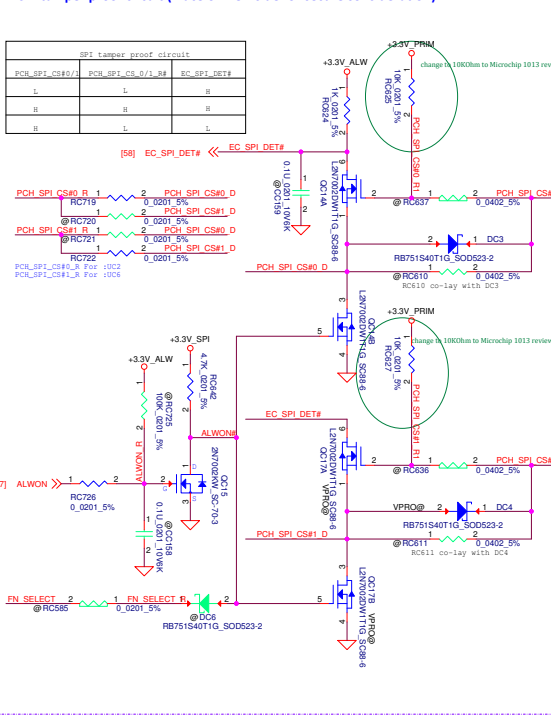 SPI tamper proof circuit
PCH_SPI_CS#0/1 PCH_SPI_CS_0/1_R# EC_SPI_DET#
L L H
H H H
H L L
+3.3V_ALW
+3.3V_PRIM
change to 10KOhm to Microchip 1013 rev
1K_0201_5%
RC624
10K_0201_5%
RC625
PCH_SPI_CS#0_R1
[58] EC_SPI_DET# EC_SPI_DET#
0.1U_0201_10V6K
@CC159
L2N7002DW1T1G_SC88-6
QC14A
@RC637 0_0402_5%
PCH_SPI_CS#0_R RC719 0_0201_5% PCH_SPI_CS#0_D
@RC720 0_0201_5% PCH_SPI_CS#1_D
PCH_SPI_CS#1_R @RC721 0_0201_5% PCH_SPI_CS#0_D
RC722 0_0201_5% PCH_SPI_CS#1_D
PCH_SPI_CS#0_R For :UC2
PCH_SPI_CS#1_R For :UC6
DC3
RB751S40T1G_SOD523-2
PCH_SPI_CS#0_D
@RC610 0_0402_5%
RC610 co-lay with DC3
L2N7002DW1T1G_SC88-6
QC14B
+3.3V_PRIM
change to 10KOhm to Microchip 1013 review
10K_0201_5%
RC627
PCH_SPI_CS#1_R1
+3.3V_SPI
+3.3V_ALW
4.7K_0201_5%
RC642
@RC725
100K_0201_5%
ALWON_R
ALWON#
EC_SPI_DET#
L2N7002DW1T1G_SC88-6
QC17A
VPRO@
@RC636 0_0402_5%
ALWON
RC726
0_0201_5%
QC15
2N7002KW_SC-70-3
0.1U_0201_10V6K
@CC158
VPRO@ DC4
RB751S40T1G_SOD523-2
PCH_SPI_CS#1_D
@RC611 0_0402_5%
RC611 co-lay with DC4
FN_SELECT @RC585 0_0201_5% FN_SELECT_R
@DC6
RB751S40T1G_SOD523-2
QC17B VPRO@
L2N7002DW1T1G_SC88-6